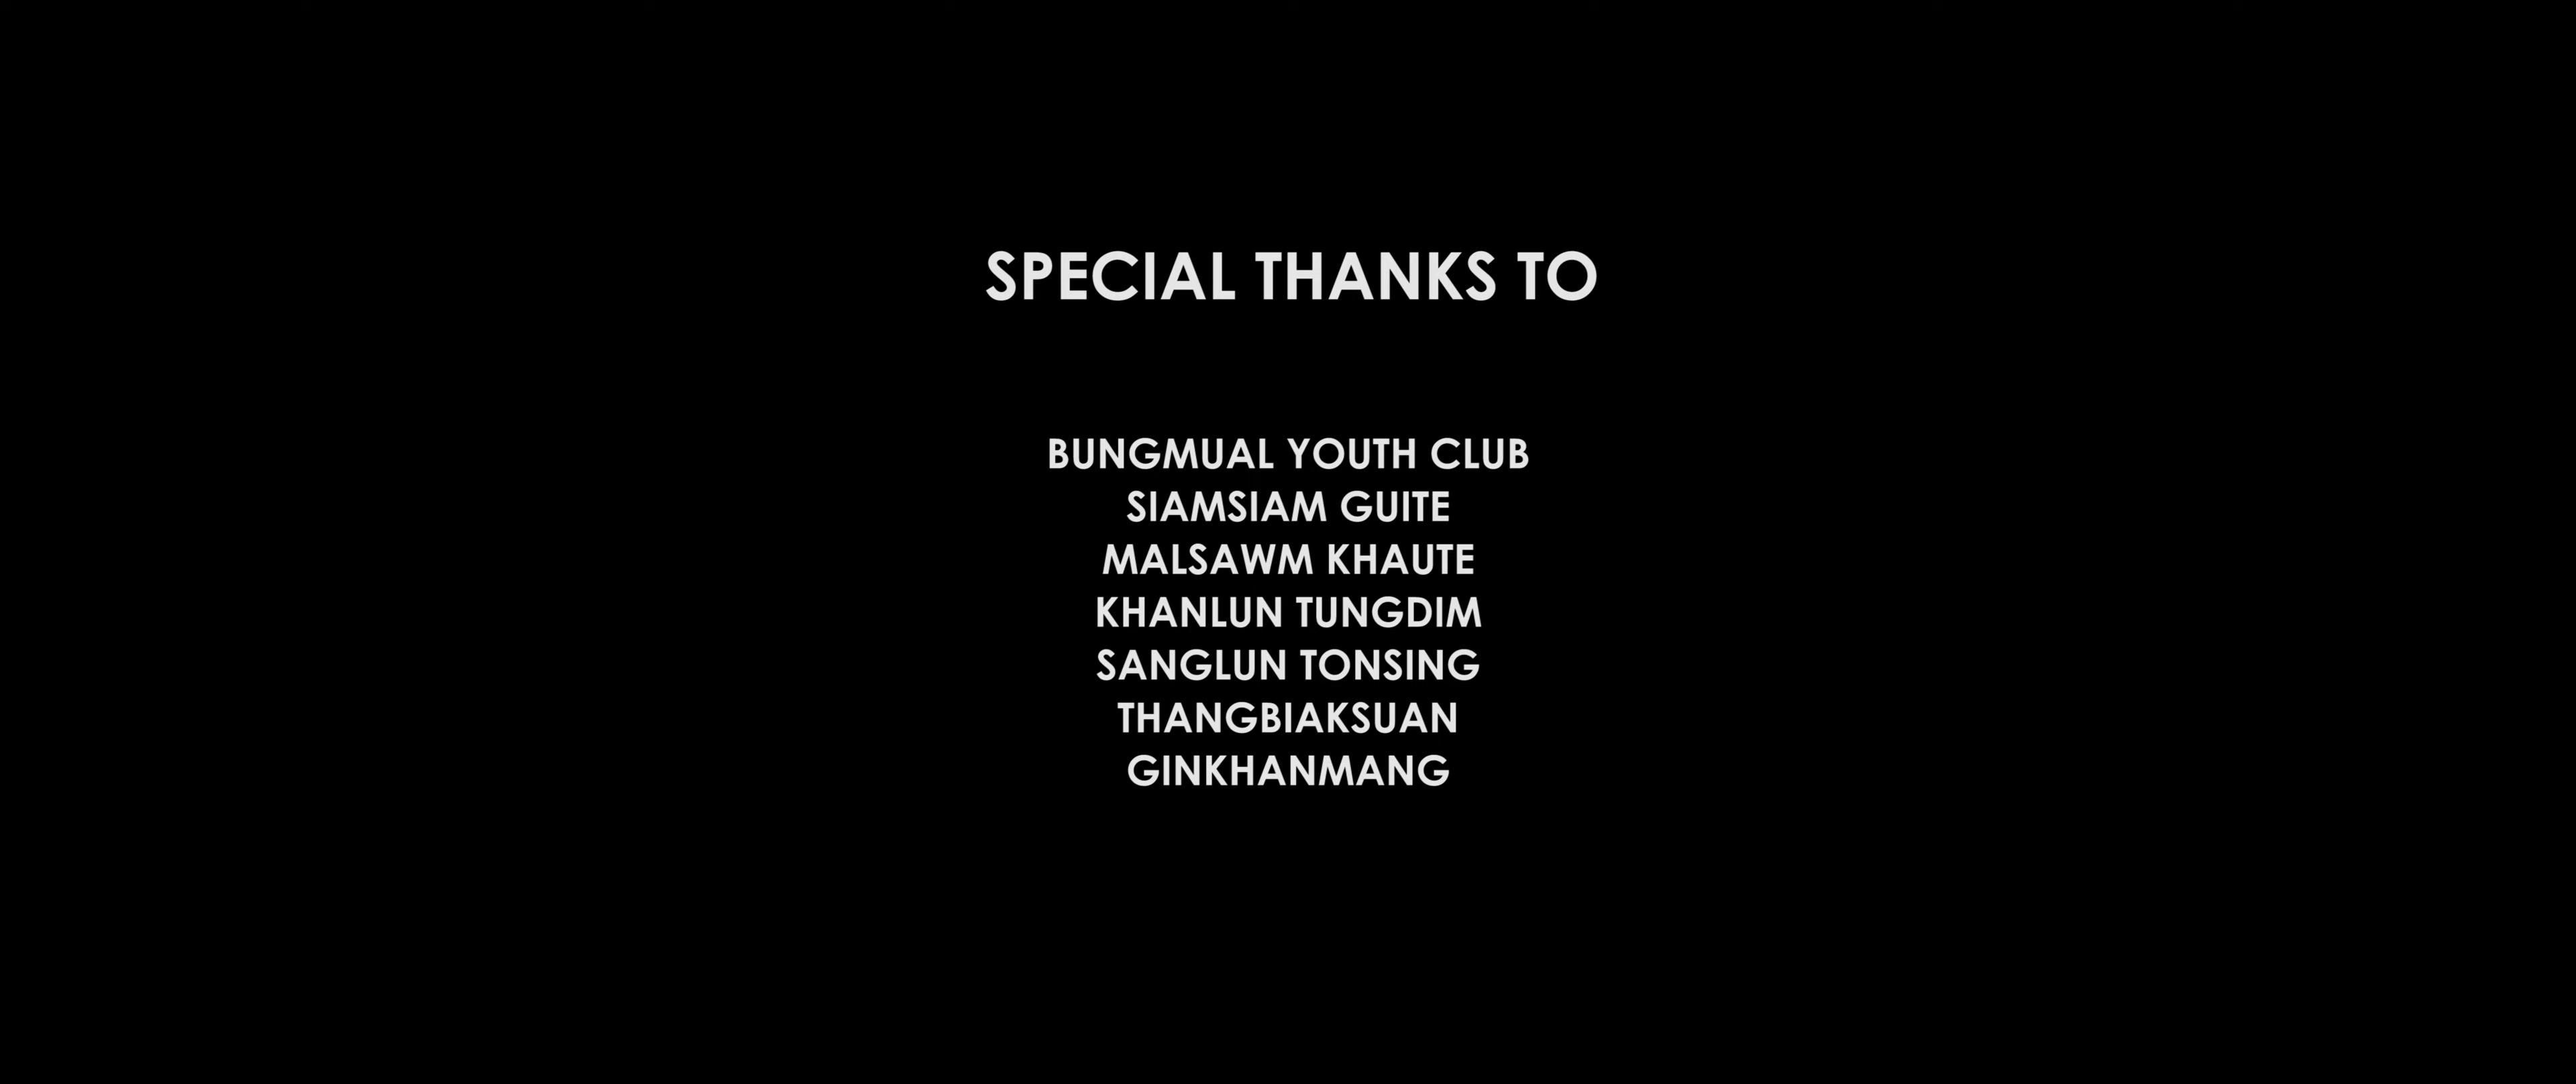 SPECIAL THANKS TO
BUNGMUAL YOUTH CLUB
SIAMSIAM GUITE
MALSAWM KHAUTE
KHANLUN TUNGDIM
SANGLUN TONSING
THANGBIAKSUAN
GINKHANMANG